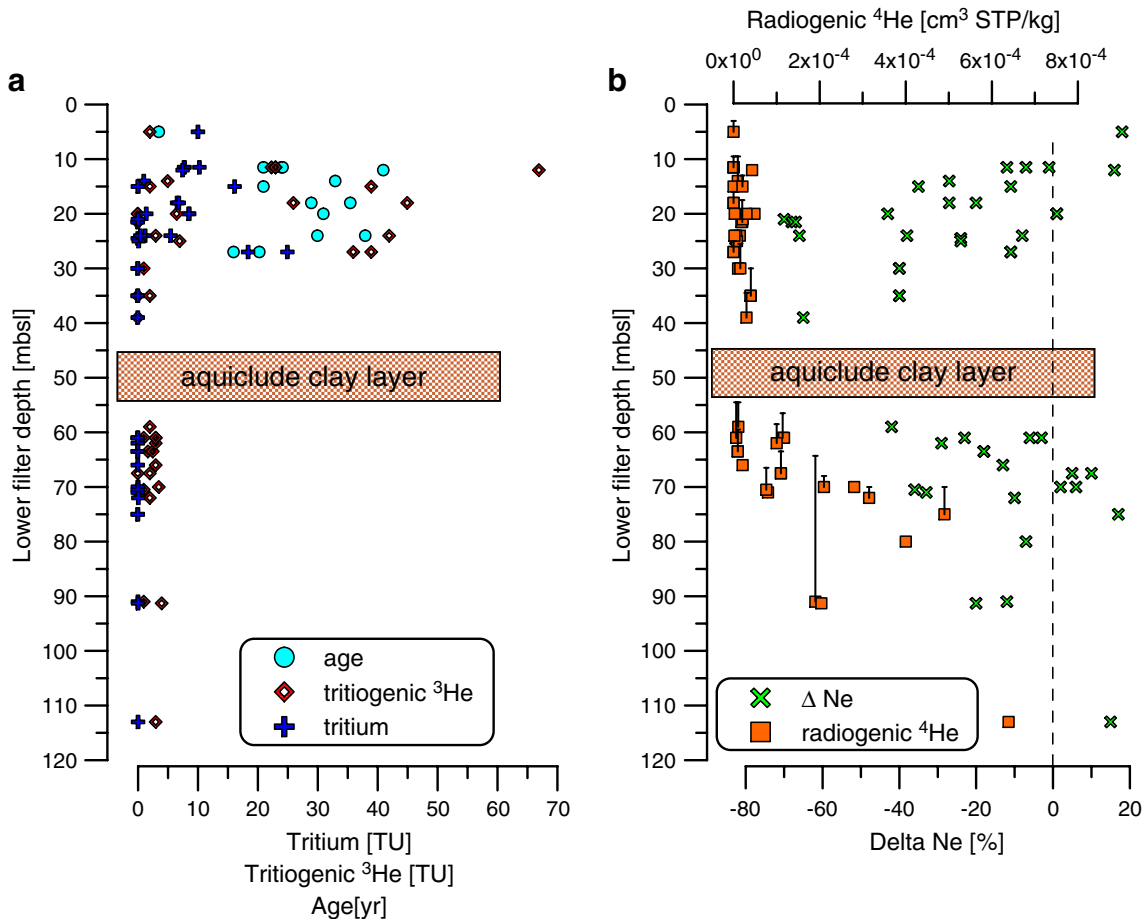 a
0
10
20
30
40
50
60
70
80
90
100
110
120
Lower filter depth [mbsl]
aquiclude clay layer
age
tritiogenic ³He
tritium
0 10 20 30 40 50 60 70
Tritium [TU]
Tritiogenic ³He [TU]
Age[yr]
b
Radiogenic ⁴He [cm³ STP/kg]
0x10⁰ 2x10⁻⁴ 4x10⁻⁴ 6x10⁻⁴ 8x10⁻⁴
0
10
20
30
40
50
60
70
80
90
100
110
120
Lower filter depth [mbsl]
aquiclude clay layer
Δ Ne
radiogenic ⁴He
-80 -60 -40 -20 0 20
Delta Ne [%]